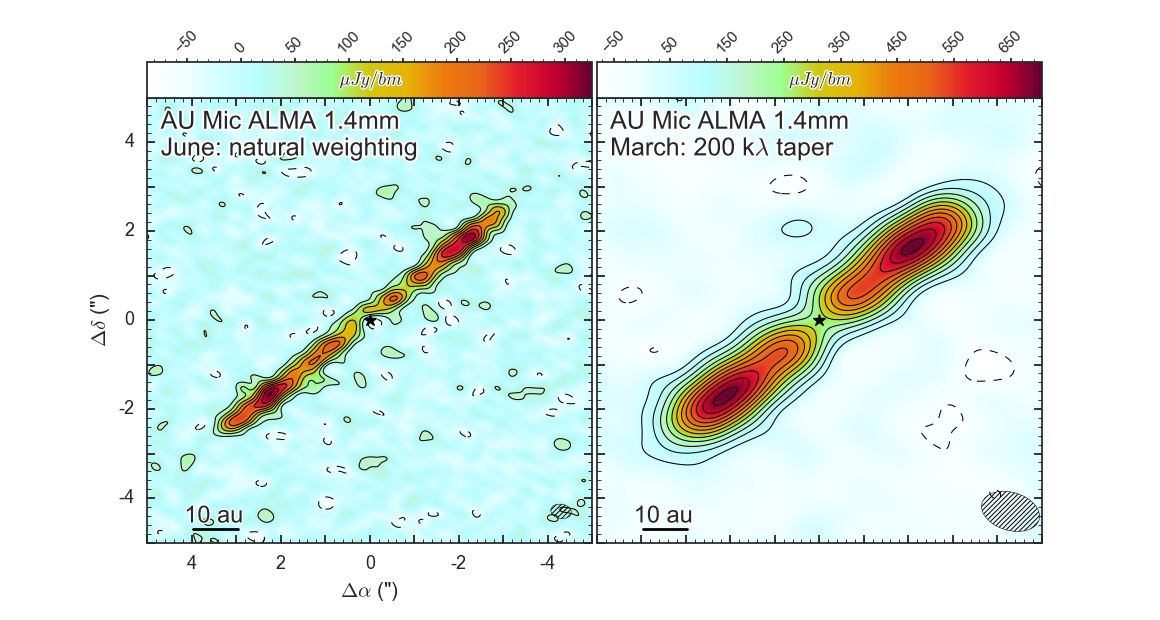 -50 0 50 100 150 200 250 300
-50 50 150 250 350 450 550 650
μJy/bm
μJy/bm
AU Mic ALMA 1.4mm
June: natural weighting
AU Mic ALMA 1.4mm
March: 200 kλ taper
4
2
0
-2
-4
Δδ (")
10 au
10 au
4 2 0 -2 -4
Δα (")